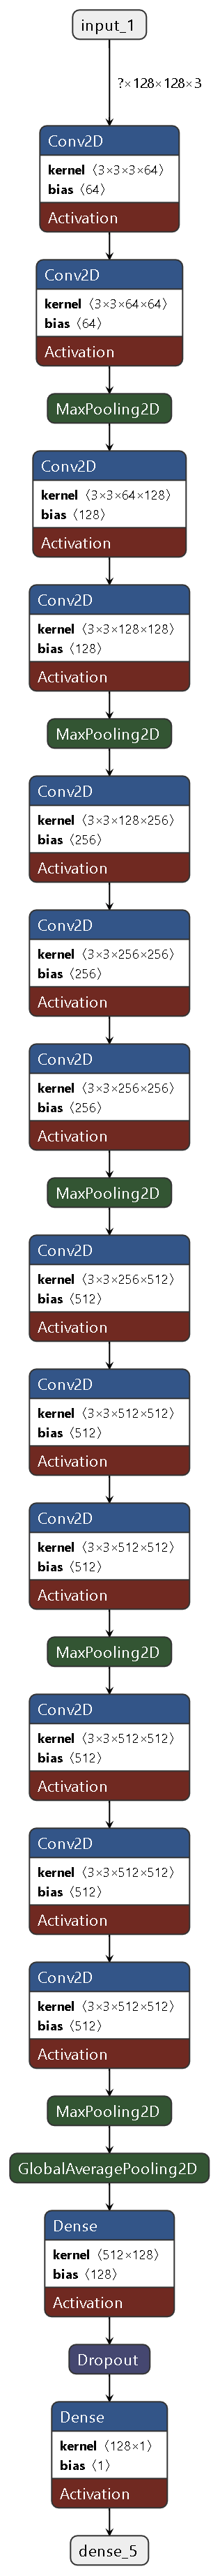 input_1
?×128×128×3
Conv2D
kernel ⟨3×3×3×64⟩
bias ⟨64⟩
Activation
Conv2D
kernel ⟨3×3×64×64⟩
bias ⟨64⟩
Activation
MaxPooling2D
Conv2D
kernel ⟨3×3×64×128⟩
bias ⟨128⟩
Activation
Conv2D
kernel ⟨3×3×128×128⟩
bias ⟨128⟩
Activation
MaxPooling2D
Conv2D
kernel ⟨3×3×128×256⟩
bias ⟨256⟩
Activation
Conv2D
kernel ⟨3×3×256×256⟩
bias ⟨256⟩
Activation
Conv2D
kernel ⟨3×3×256×256⟩
bias ⟨256⟩
Activation
MaxPooling2D
Conv2D
kernel ⟨3×3×256×512⟩
bias ⟨512⟩
Activation
Conv2D
kernel ⟨3×3×512×512⟩
bias ⟨512⟩
Activation
Conv2D
kernel ⟨3×3×512×512⟩
bias ⟨512⟩
Activation
MaxPooling2D
Conv2D
kernel ⟨3×3×512×512⟩
bias ⟨512⟩
Activation
Conv2D
kernel ⟨3×3×512×512⟩
bias ⟨512⟩
Activation
Conv2D
kernel ⟨3×3×512×512⟩
bias ⟨512⟩
Activation
MaxPooling2D
GlobalAveragePooling2D
Dense
kernel ⟨512×128⟩
bias ⟨128⟩
Activation
Dropout
Dense
kernel ⟨128×1⟩
bias ⟨1⟩
Activation
dense_5